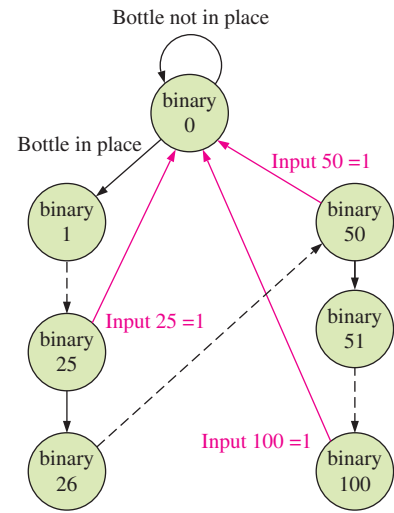 Bottle not in place
binary
0
Bottle in place
Input 50 =1
binary
1
binary
50
Input 25 =1
binary
25
binary
51
binary
26
Input 100 =1
binary
100